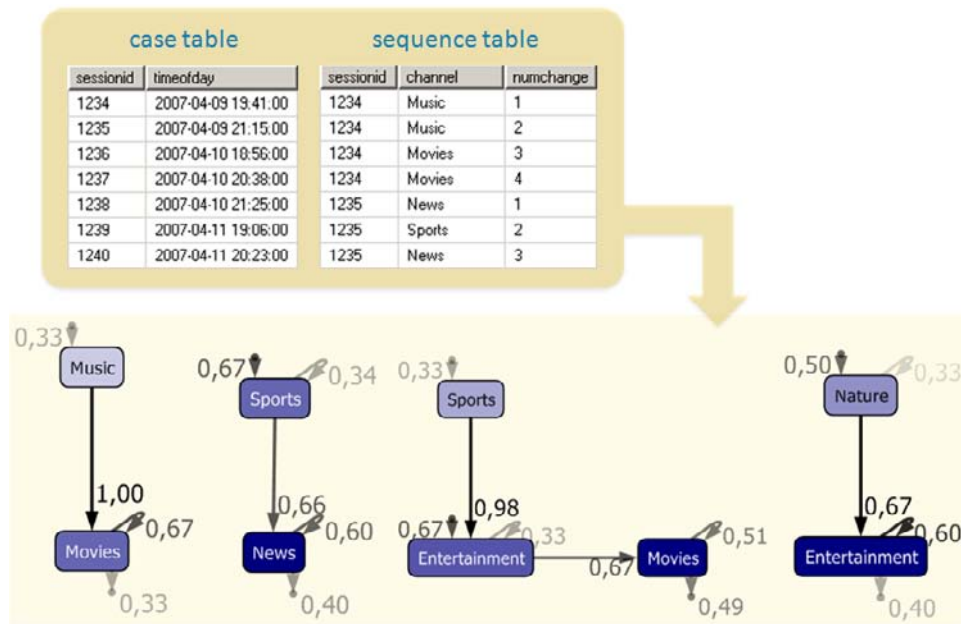 case table
sequence table
sessionid timeofday
1234 2007-04-09 19:41:00
1235 2007-04-09 21:15:00
1236 2007-04-10 18:56:00
1237 2007-04-10 20:38:00
1238 2007-04-10 21:25:00
1239 2007-04-11 19:06:00
1240 2007-04-11 20:23:00
sessionid channel numchange
1234 Music 1
1234 Music 2
1234 Movies 3
1234 Movies 4
1235 News 1
1235 Sports 2
1235 News 3
0,33
Music
1,00
0,67
Movies
0,33
0,67
0,34
Sports
0,66
0,60
News
0,40
0,33
Sports
0,98
0,67
0,33
Entertainment
0,67
0,51
Movies
0,49
0,50
0,33
Nature
0,67
0,60
Entertainment
0,40